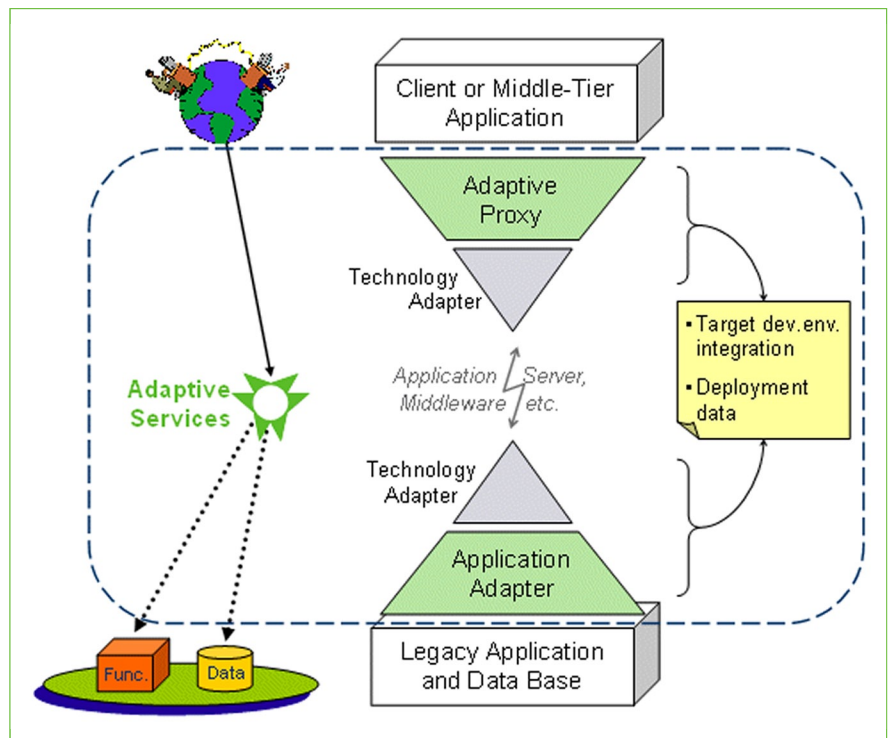 Client or Middle-Tier
Application
Adaptive
Proxy
Technology
Adapter
▪ Target dev.env.
integration
▪ Deployment
data
Adaptive
Services
Application Server,
Middleware etc.
Technology
Adapter
Application
Adapter
Legacy Application
and Data Base
Func.
Data